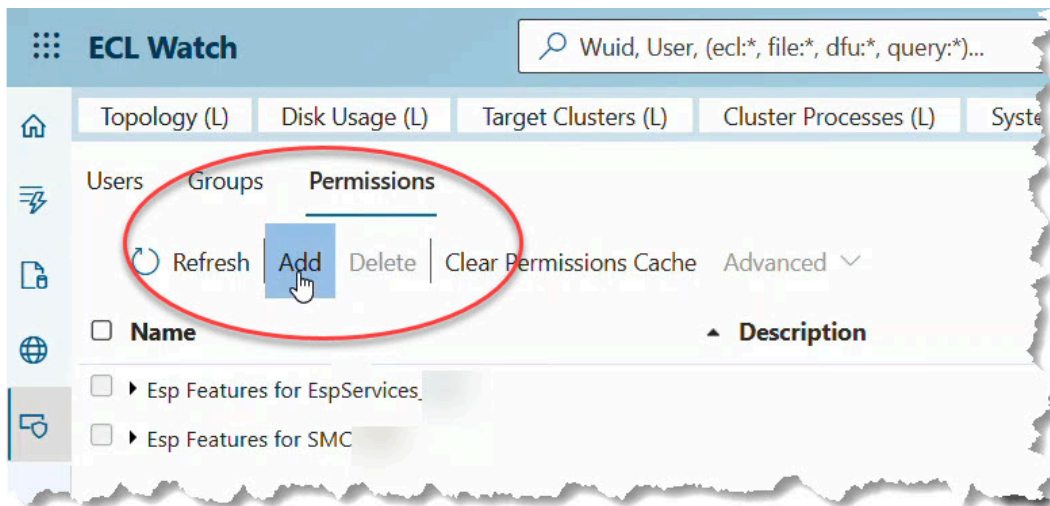 ECL Watch
Wuid, User, (ecl:*, file:*, dfu:*, query:*)...
Topology (L) Disk Usage (L) Target Clusters (L) Cluster Processes (L)
Users Groups Permissions
Refresh Add Delete Clear Permissions Cache Advanced
Name Description
Esp Features for EspServices_
Esp Features for SMC